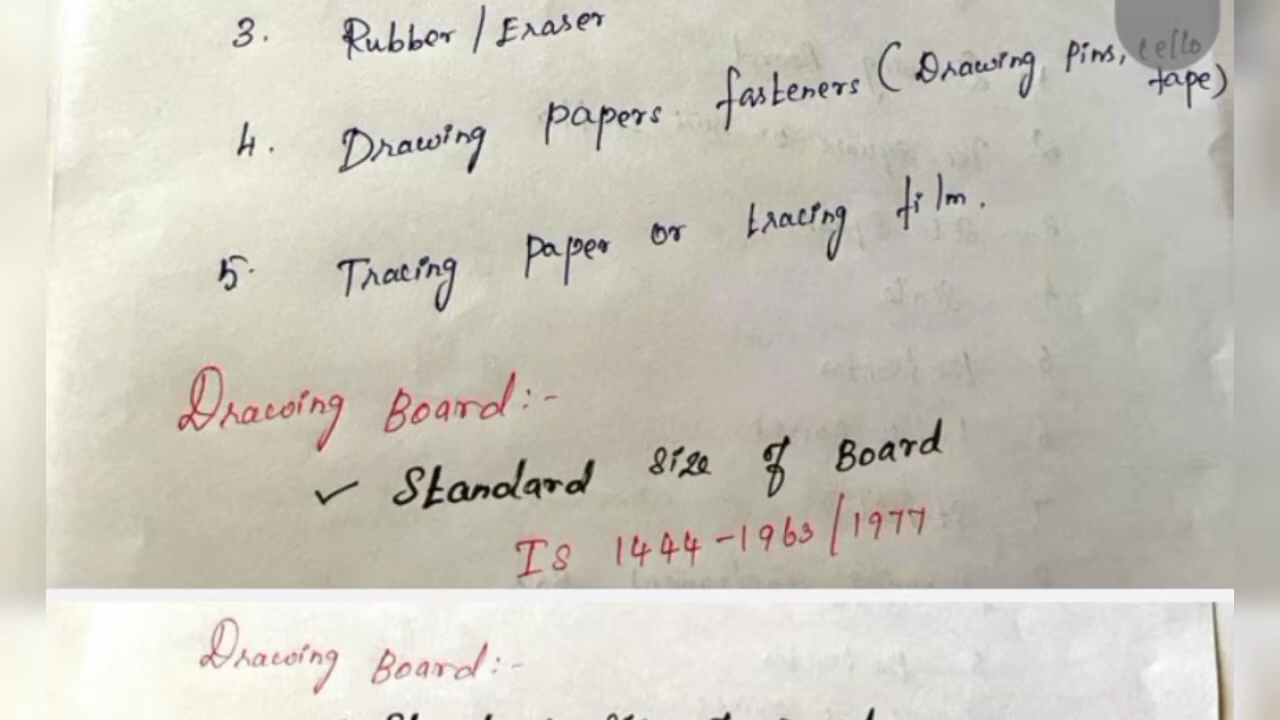 3. Rubber / Eraser
4. Drawing papers fasteners ( Drawing Pins, cello tape)
5. Tracing paper or tracing film.
Drawing Board:-
✓ Standard size of Board
IS 1444-1963/1977
Drawing Board:-